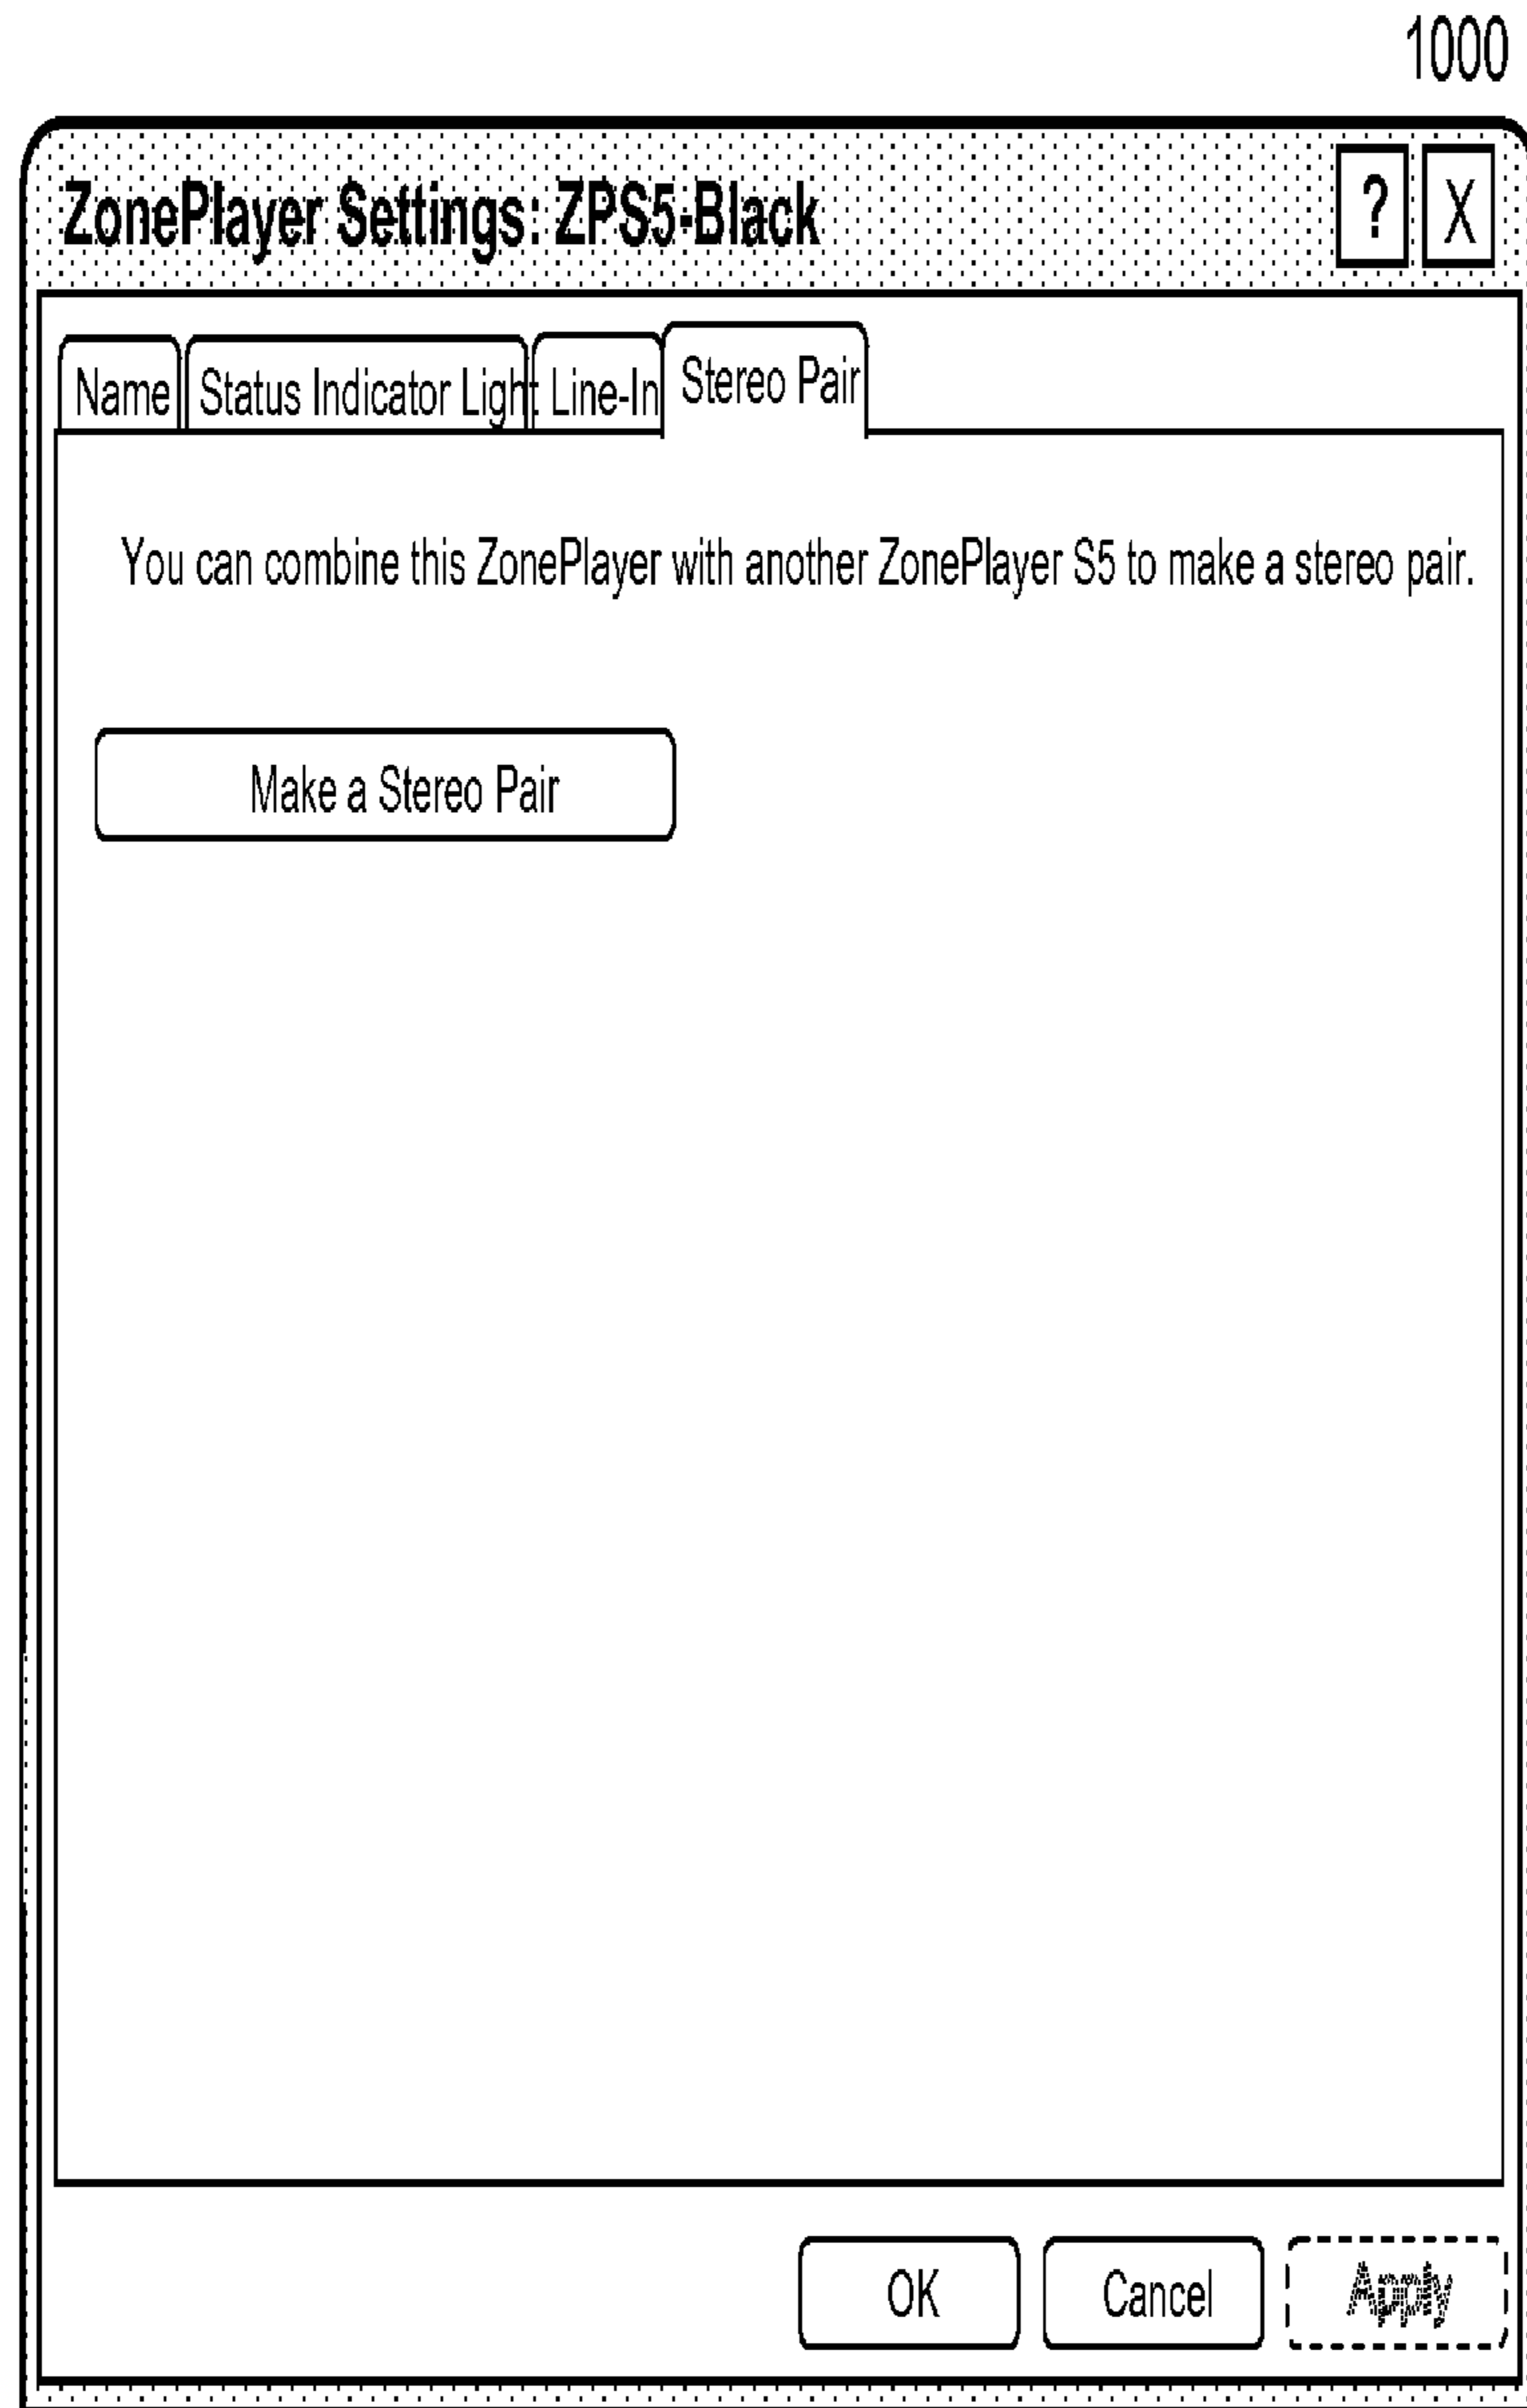 1000
ZonePlayer Settings: ZPS5-Black ? X
Name Status Indicator Light Line-In Stereo Pair
You can combine this ZonePlayer with another ZonePlayer S5 to make a stereo pair.
Make a Stereo Pair
OK Cancel Apply